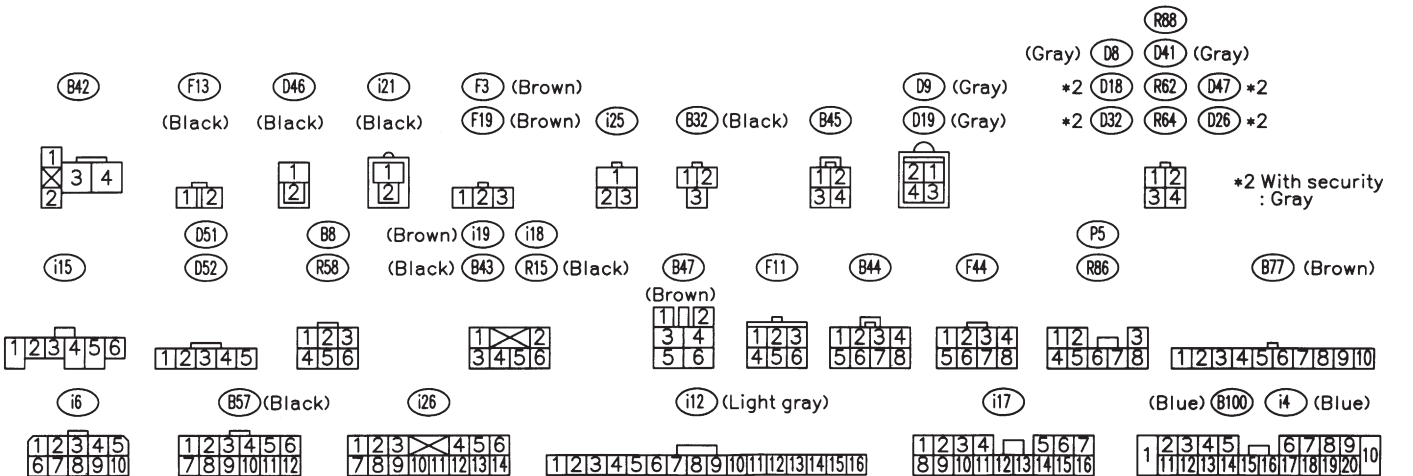 R88
(Gray) D8 D41 (Gray)
B42 F13 D46 i21 F3 (Brown) D9 (Gray) *2 D18 R62 D47 *2
(Black) (Black) (Black) F19 (Brown) i25 B32 (Black) B45 D19 (Gray) *2 D32 R64 D26 *2
1 3 4 2
1 2
1 2
1 2
1 2 3
1 2 3
1 2 3
1 2 3 4
2 1 4 3
1 2 3 4
*2 With security
: Gray
D51 B8 (Brown) i19 i18 P5
i15 D52 R58 (Black) B43 R15 (Black) B47 F11 B44 F44 R86 B77 (Brown)
(Brown)
1 2 3 4 5 6
1 2 3 4 5
1 2 3 4 5 6
1 2 3 4 5 6
1 2 3 4 5 6
1 2 3 4 5 6
1 2 3 4 5 6 7 8
1 2 3 4 5 6 7 8
1 2 3 4 5 6 7 8
1 2 3 4 5 6 7 8 9 10
i6 B57 (Black) i26 i12 (Light gray) i17 (Blue) B100 i4 (Blue)
1 2 3 4 5
6 7 8 9 10
1 2 3 4 5 6
7 8 9 10 11 12
1 2 3 4 5 6
7 8 9 10 11 12 13 14
1 2 3 4 5 6 7 8 9 10 11 12 13 14 15 16
1 2 3 4 5 6 7
8 9 10 11 12 13 14 15 16
1 2 3 4 5 6 7 8 9 10
11 12 13 14 15 16 17 18 19 20